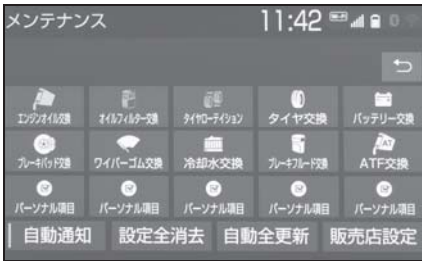 メンテナンス 11:42
エンジンオイル交換 オイルフィルター交換 タイヤローテイション タイヤ交換 バッテリー交換
ブレーキパッド交換 ワイパーゴム交換 冷却水交換 ブレーキフルード交換 ATF交換
パーソナル項目 パーソナル項目 パーソナル項目 パーソナル項目 パーソナル項目
自動通知 設定全消去 自動全更新 販売店設定